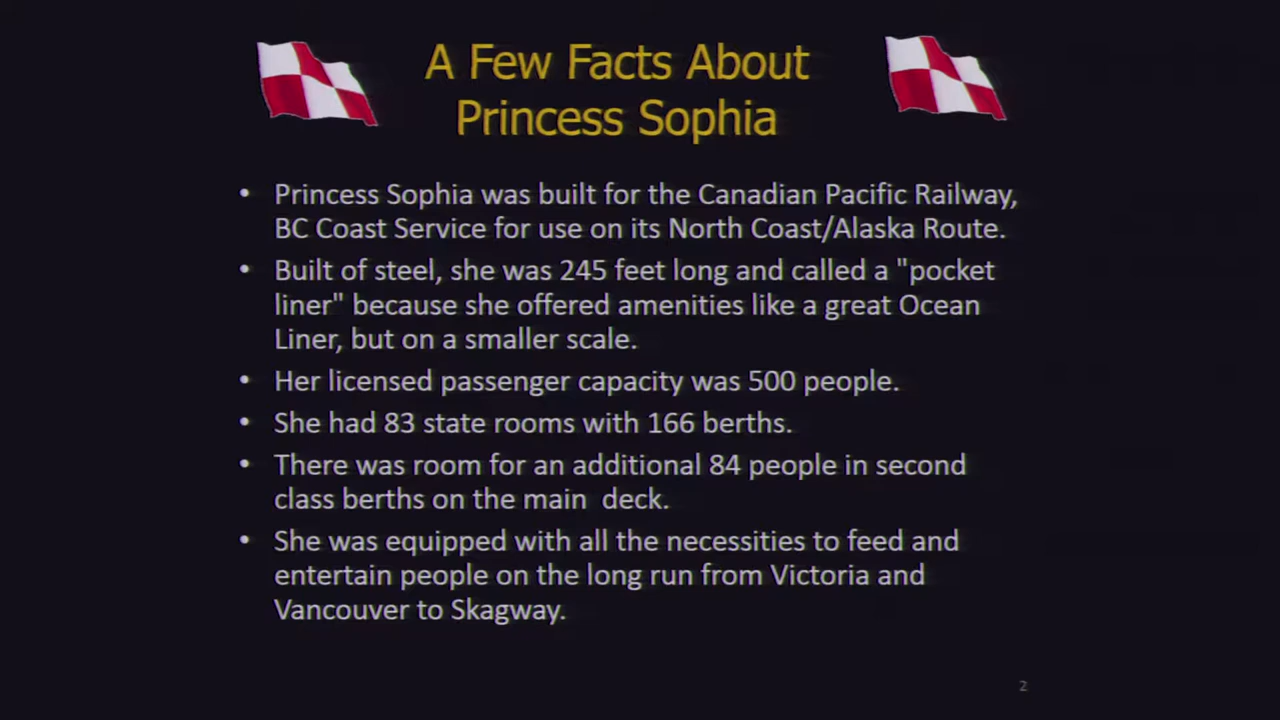 A Few Facts About
Princess Sophia
• Princess Sophia was built for the Canadian Pacific Railway,
BC Coast Service for use on its North Coast/Alaska Route.
• Built of steel, she was 245 feet long and called a "pocket
liner" because she offered amenities like a great Ocean
Liner, but on a smaller scale.
• Her licensed passenger capacity was 500 people.
• She had 83 state rooms with 166 berths.
• There was room for an additional 84 people in second
class berths on the main  deck.
• She was equipped with all the necessities to feed and
entertain people on the long run from Victoria and
Vancouver to Skagway.
2